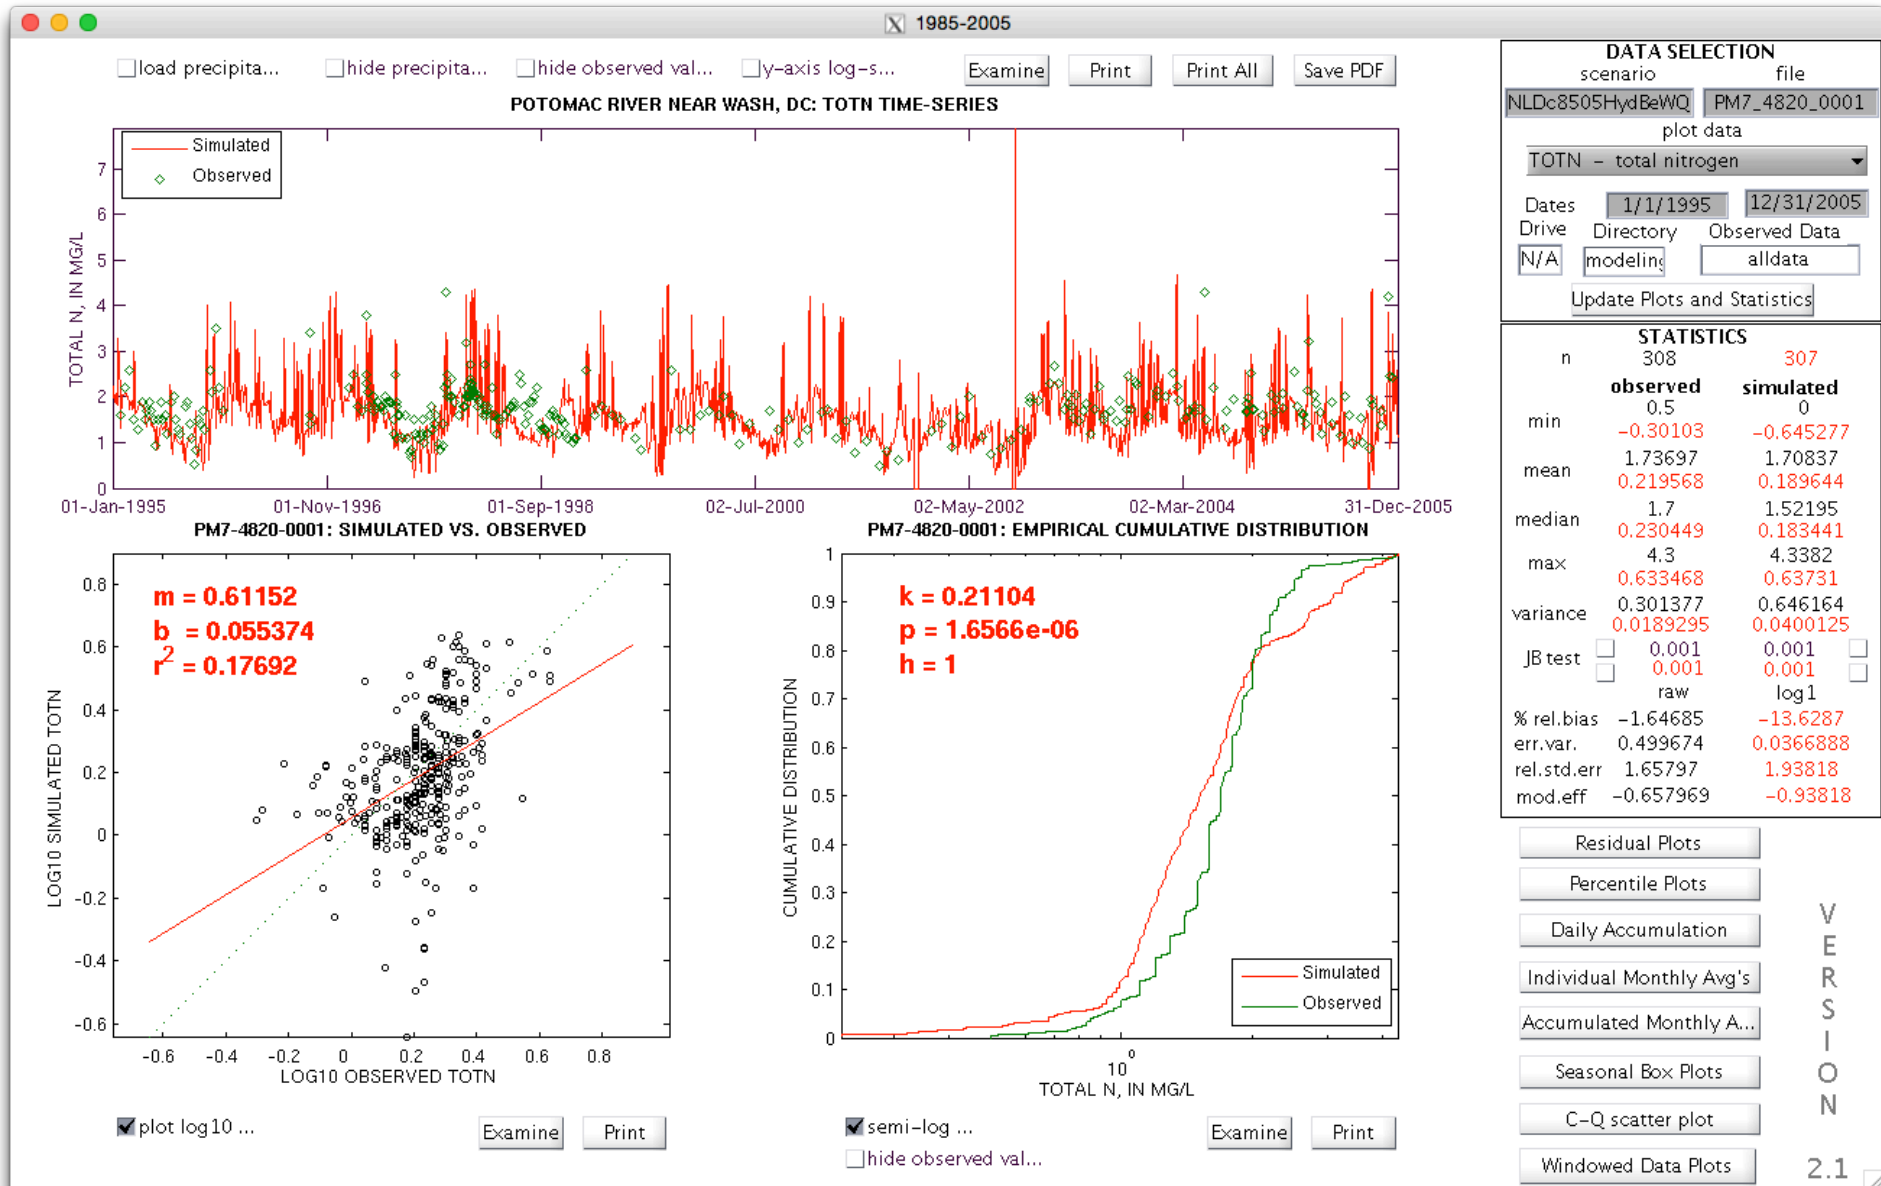 1985-2005
load precipita...
hide precipita...
hide observed val...
y-axis log-s...
Examine
Print
Print All
Save PDF
POTOMAC RIVER NEAR WASH, DC: TOTN TIME-SERIES
TOTAL N, IN MG/L
7
6
5
4
3
2
1
0
Simulated
Observed
01-Jan-1995
01-Nov-1996
01-Sep-1998
02-Jul-2000
02-May-2002
02-Mar-2004
31-Dec-2005
PM7-4820-0001: SIMULATED VS. OBSERVED
m = 0.61152
b = 0.055374
r² = 0.17692
LOG10 SIMULATED TOTN
0.8
0.6
0.4
0.2
0
-0.2
-0.4
-0.6
-0.6
-0.4
-0.2
0
0.2
0.4
0.6
0.8
LOG10 OBSERVED TOTN
plot log10 ...
Examine
Print
PM7-4820-0001: EMPIRICAL CUMULATIVE DISTRIBUTION
k = 0.21104
p = 1.6566e-06
h = 1
CUMULATIVE DISTRIBUTION
1
0.9
0.8
0.7
0.6
0.5
0.4
0.3
0.2
0.1
0
Simulated
Observed
10⁰
TOTAL N, IN MG/L
semi-log ...
hide observed val...
Examine
Print
DATA SELECTION
scenario file
NLDc8505HydBeWQ PM7_4820_0001
plot data
TOTN - total nitrogen
Dates 1/1/1995 12/31/2005
Drive Directory Observed Data
N/A modeling alldata
Update Plots and Statistics
STATISTICS
n 308 307
observed simulated
min 0.5 0
-0.30103 -0.645277
mean 1.73697 1.70837
0.219568 0.189644
median 1.7 1.52195
0.230449 0.183441
max 4.3 4.3382
0.633468 0.63731
variance 0.301377 0.646164
0.0189295 0.0400125
JB test 0.001 0.001
0.001 0.001
raw log1
% rel.bias -1.64685 -13.6287
err.var. 0.499674 0.0366888
rel.std.err 1.65797 1.93818
mod.eff -0.657969 -0.93818
Residual Plots
Percentile Plots
Daily Accumulation
Individual Monthly Avg's
Accumulated Monthly A...
Seasonal Box Plots
C-Q scatter plot
Windowed Data Plots
VERSION
2.1